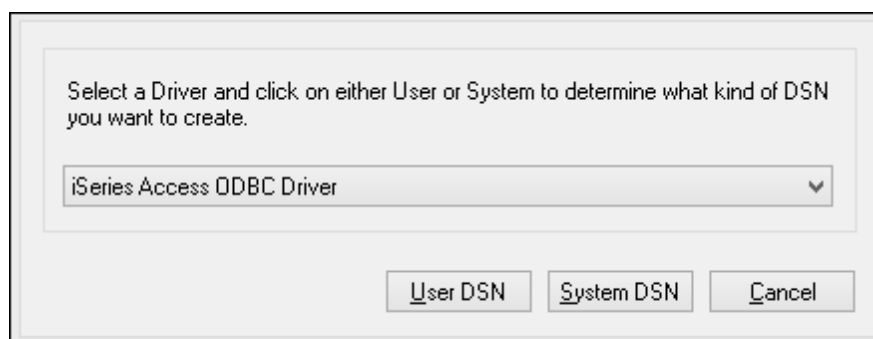 Select a Driver and click on either User or System to determine what kind of DSN
you want to create.
iSeries Access ODBC Driver
User DSN System DSN Cancel